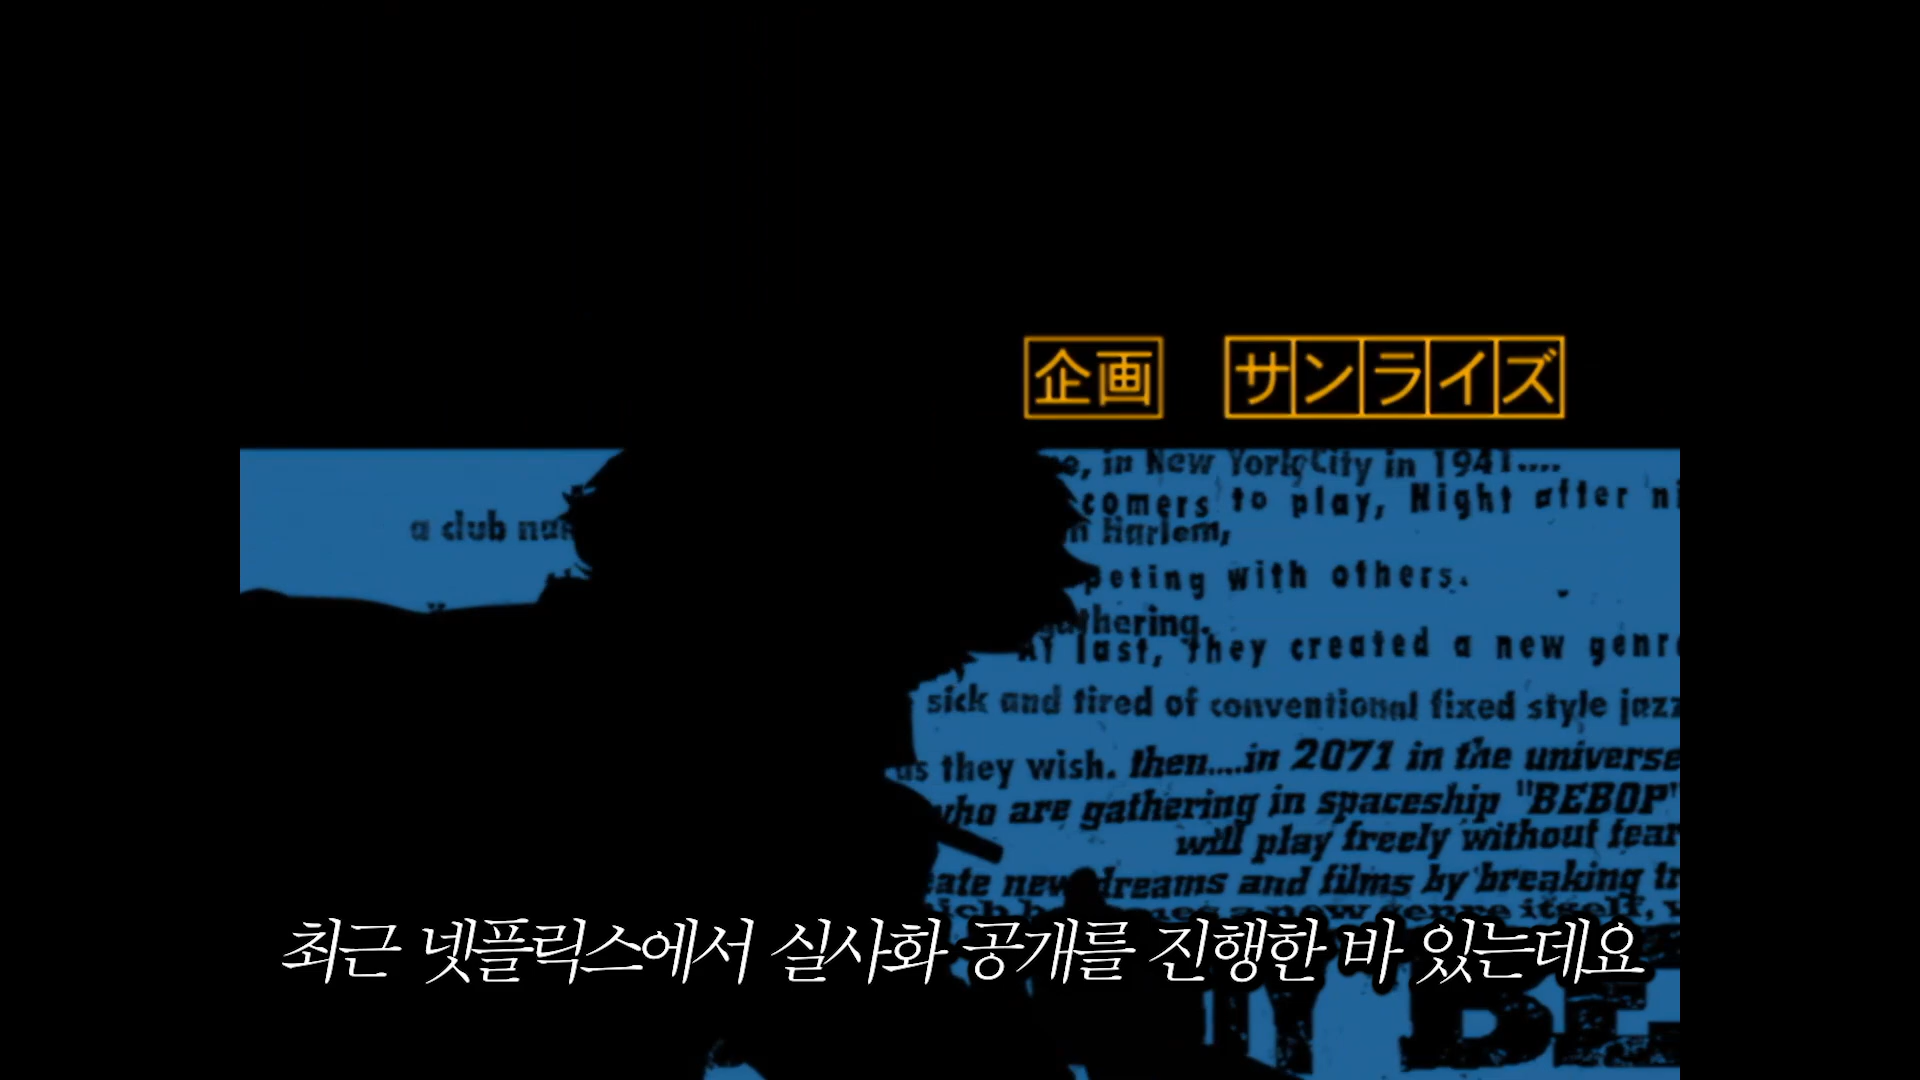 企画 サンライズ
in New York City in 1941....
comers to play, Night after
a club
Harlem,
with others.
At last, they created a new
sick and tired of conventional fixed style jazz
they wish. then....in 2071 in the universe
who are gathering in spaceship "BEBOP"
will play freely without fear
new dreams and films by breaking
최근 넷플릭스에서 실사화 공개를 진행한 바 있는데요